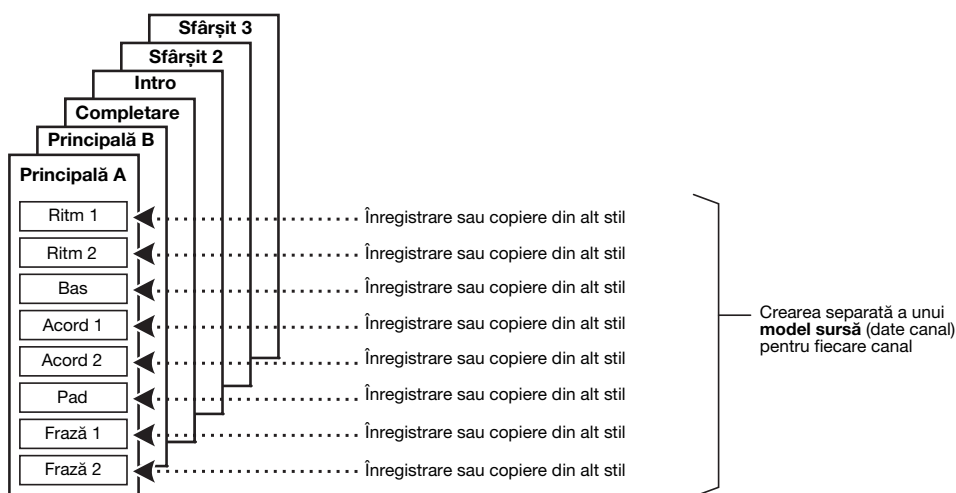 Sfârșit 3
Sfârșit 2
Intro
Completare
Principală B
Principală A
Ritm 1
Înregistrare sau copiere din alt stil
Ritm 2
Înregistrare sau copiere din alt stil
Bas
Înregistrare sau copiere din alt stil
Acord 1
Înregistrare sau copiere din alt stil
Acord 2
Înregistrare sau copiere din alt stil
Pad
Înregistrare sau copiere din alt stil
Frază 1
Înregistrare sau copiere din alt stil
Frază 2
Înregistrare sau copiere din alt stil
Crearea separată a unui
model sursă (date canal)
pentru fiecare canal